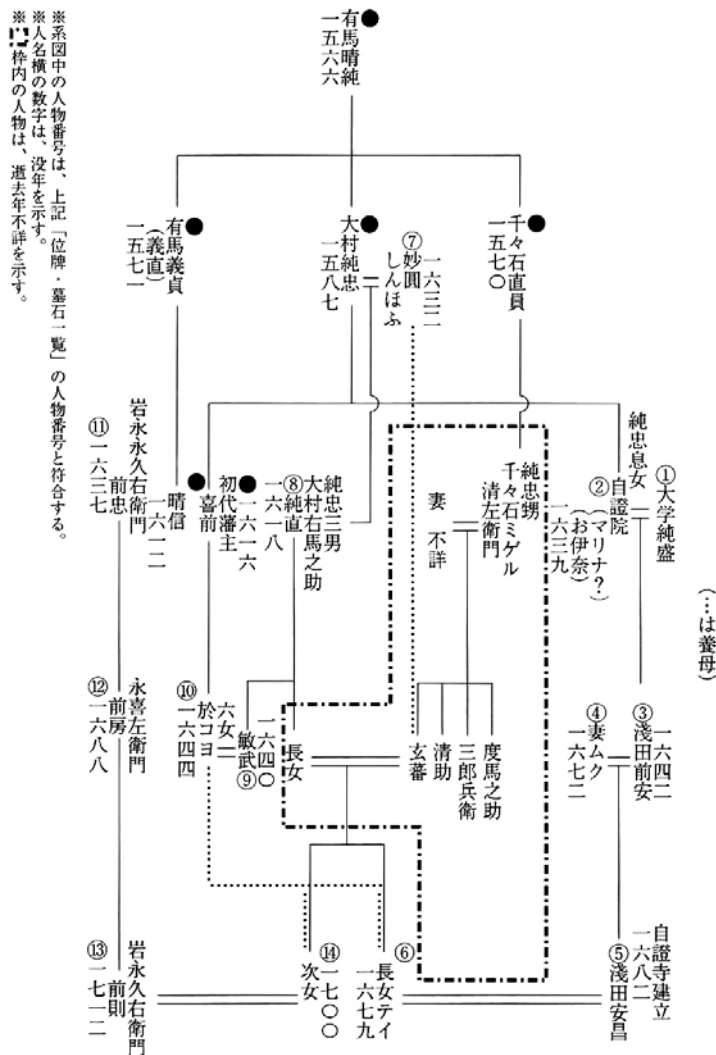 (…は養母)
①大学純盛
純忠息女
②自證院
(マリナ?)
(お伊奈)
一六三九
③浅田前安
一六四二
④妻ムク
一六七二
自證寺建立
一六八二
⑤浅田安昌
●千々石直員
一五七〇
純忠甥
千々石ミゲル
清左衛門
妻 不詳
度馬之助
三郎兵衛
清助
玄蕃
⑥長女テイ
一六七九
⑦妙圓
しんほふ
一六三二
●有馬晴純
一五六六
●大村純忠
一五八七
純忠三男
大村右馬之助
⑧純直
一六一八
長女
敏武⑨
一六四〇
⑭一七〇〇
次女
●一六一六
初代藩主
●喜前
六女
⑩於コヨ
一六四四
●有馬義貞
(義直)
一五七一
晴信
一六一二
岩永永久右衛門
前忠
⑪一六三七
永喜左衛門
前房
⑫一六八八
岩永久右衛門
前則
⑬一七一二
※系図中の人物番号は、上記「位牌・墓石一覧」の人物番号と符合する。
※人名横の数字は、没年を示す。
※枠内の人物は、逝去年不詳を示す。